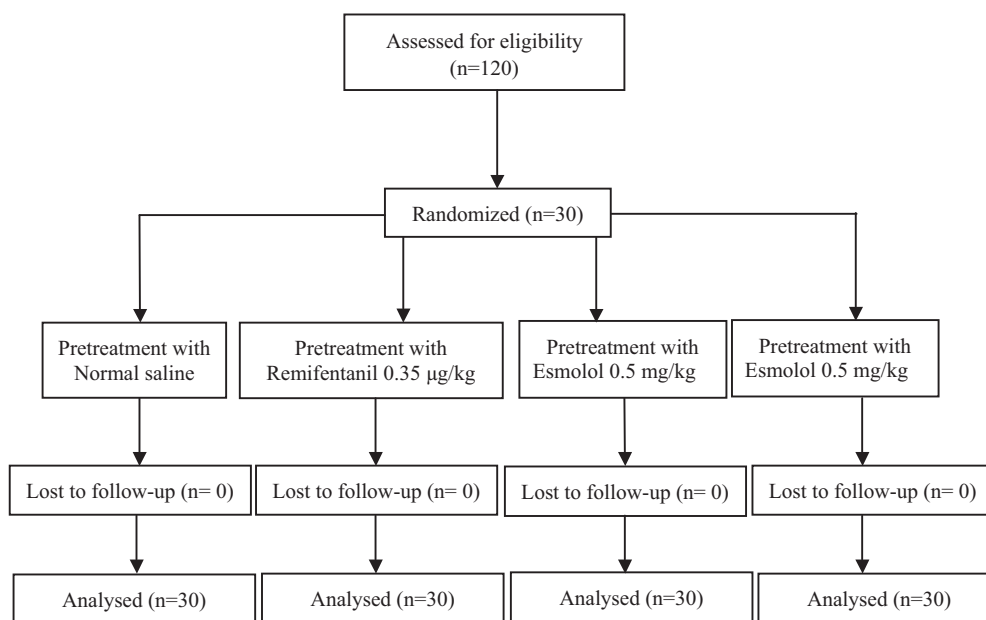 Assessed for eligibility
(n=120)
Randomized (n=30)
Pretreatment with
Normal saline
Pretreatment with
Remifentanil 0.35 μg/kg
Pretreatment with
Esmolol 0.5 mg/kg
Pretreatment with
Esmolol 0.5 mg/kg
Lost to follow-up (n= 0)
Lost to follow-up (n= 0)
Lost to follow-up (n= 0)
Lost to follow-up (n= 0)
Analysed (n=30)
Analysed (n=30)
Analysed (n=30)
Analysed (n=30)